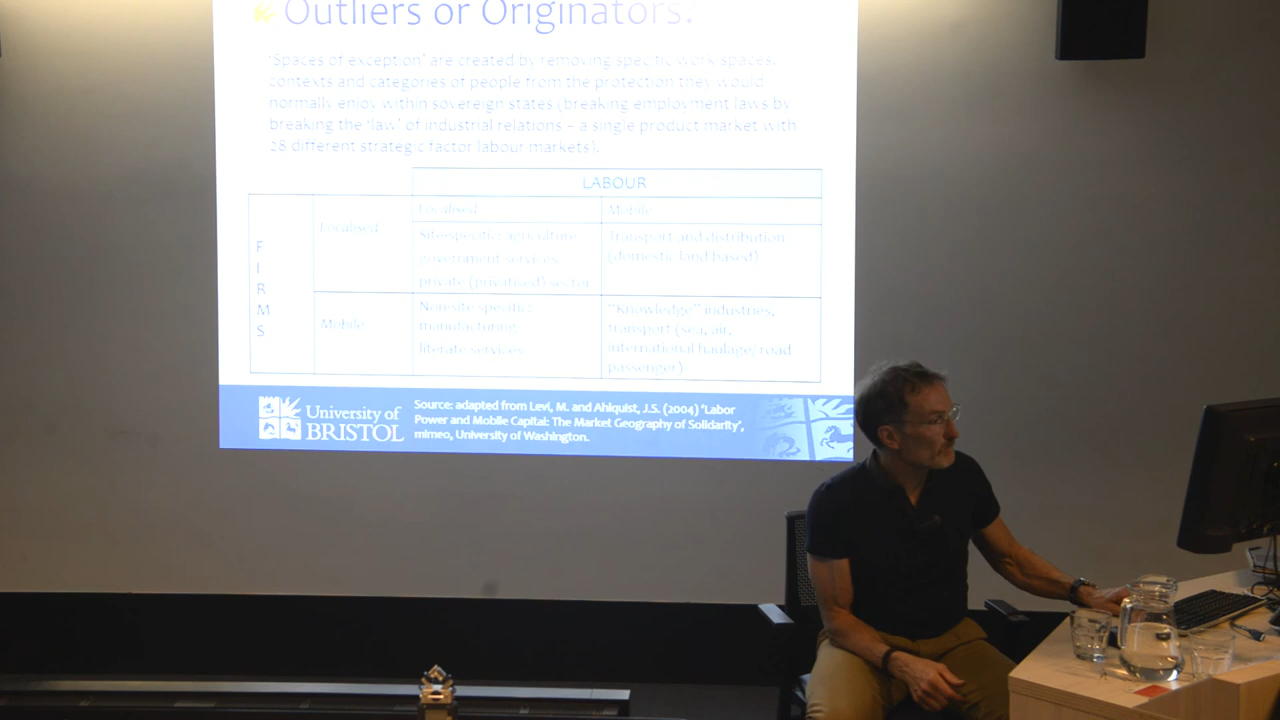 Outliers or Originators?
'Spaces of exception' are created by removing specific work spaces,
contexts and categories of people from the protection they would
normally enjoy within sovereign states (breaking employment laws by
breaking the 'law' of industrial relations – a single product market with
28 different strategic factor labour markets).
LABOUR
Localised
Mobile
FIRMS
Localised
Site-specific: agriculture
government services
private (privatised) sector
Transport and distribution
(domestic land based)
Mobile
Non-site specific:
manufacturing
literate services
"Knowledge" industries,
transport (sea, air,
international haulage/road
passenger)
University of
BRISTOL
Source: adapted from Levi, M. and Ahlquist, J.S. (2004) 'Labor
Power and Mobile Capital: The Market Geography of Solidarity',
mimeo, University of Washington.